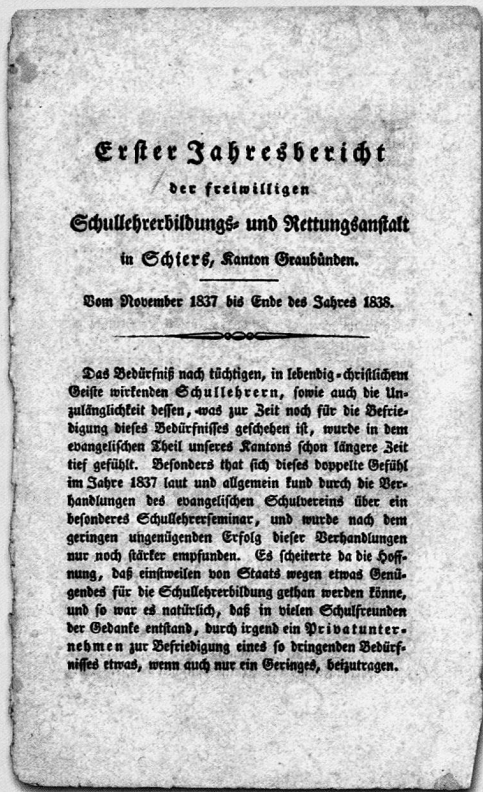 Erster Jahresbericht
der freiwilligen
Schullehrerbildungs- und Rettungsanstalt
in Schiers, Kanton Graubünden.
Vom November 1837 bis Ende des Jahres 1838.
Das Bedürfniß nach tüchtigen, in lebendig-christlichem
Geiste wirkenden Schullehrern, sowie auch die Un-
zulänglichkeit dessen, was zur Zeit noch für die Befrie-
digung dieses Bedürfnisses geschehen ist, wurde in dem
evangelischen Theil unseres Kantons schon längere Zeit
tief gefühlt. Besonders that sich dieses doppelte Gefühl
im Jahre 1837 laut und allgemein kund durch die Ver-
handlungen des evangelischen Schulvereins über ein
besonderes Schullehrerseminar, und wurde nach dem
geringen ungenügenden Erfolg dieser Verhandlungen
nur noch stärker empfunden. Es scheiterte da die Hoff-
nung, daß einstweilen von Staats wegen etwas Genü-
gendes für die Schullehrerbildung gethan werden könne,
und so war es natürlich, daß in vielen Schulfreunden
der Gedanke entstand, durch irgend ein Privatunter-
nehmen zur Befriedigung eines so dringenden Bedürf-
nisses etwas, wenn auch nur ein Geringes, beizutragen.